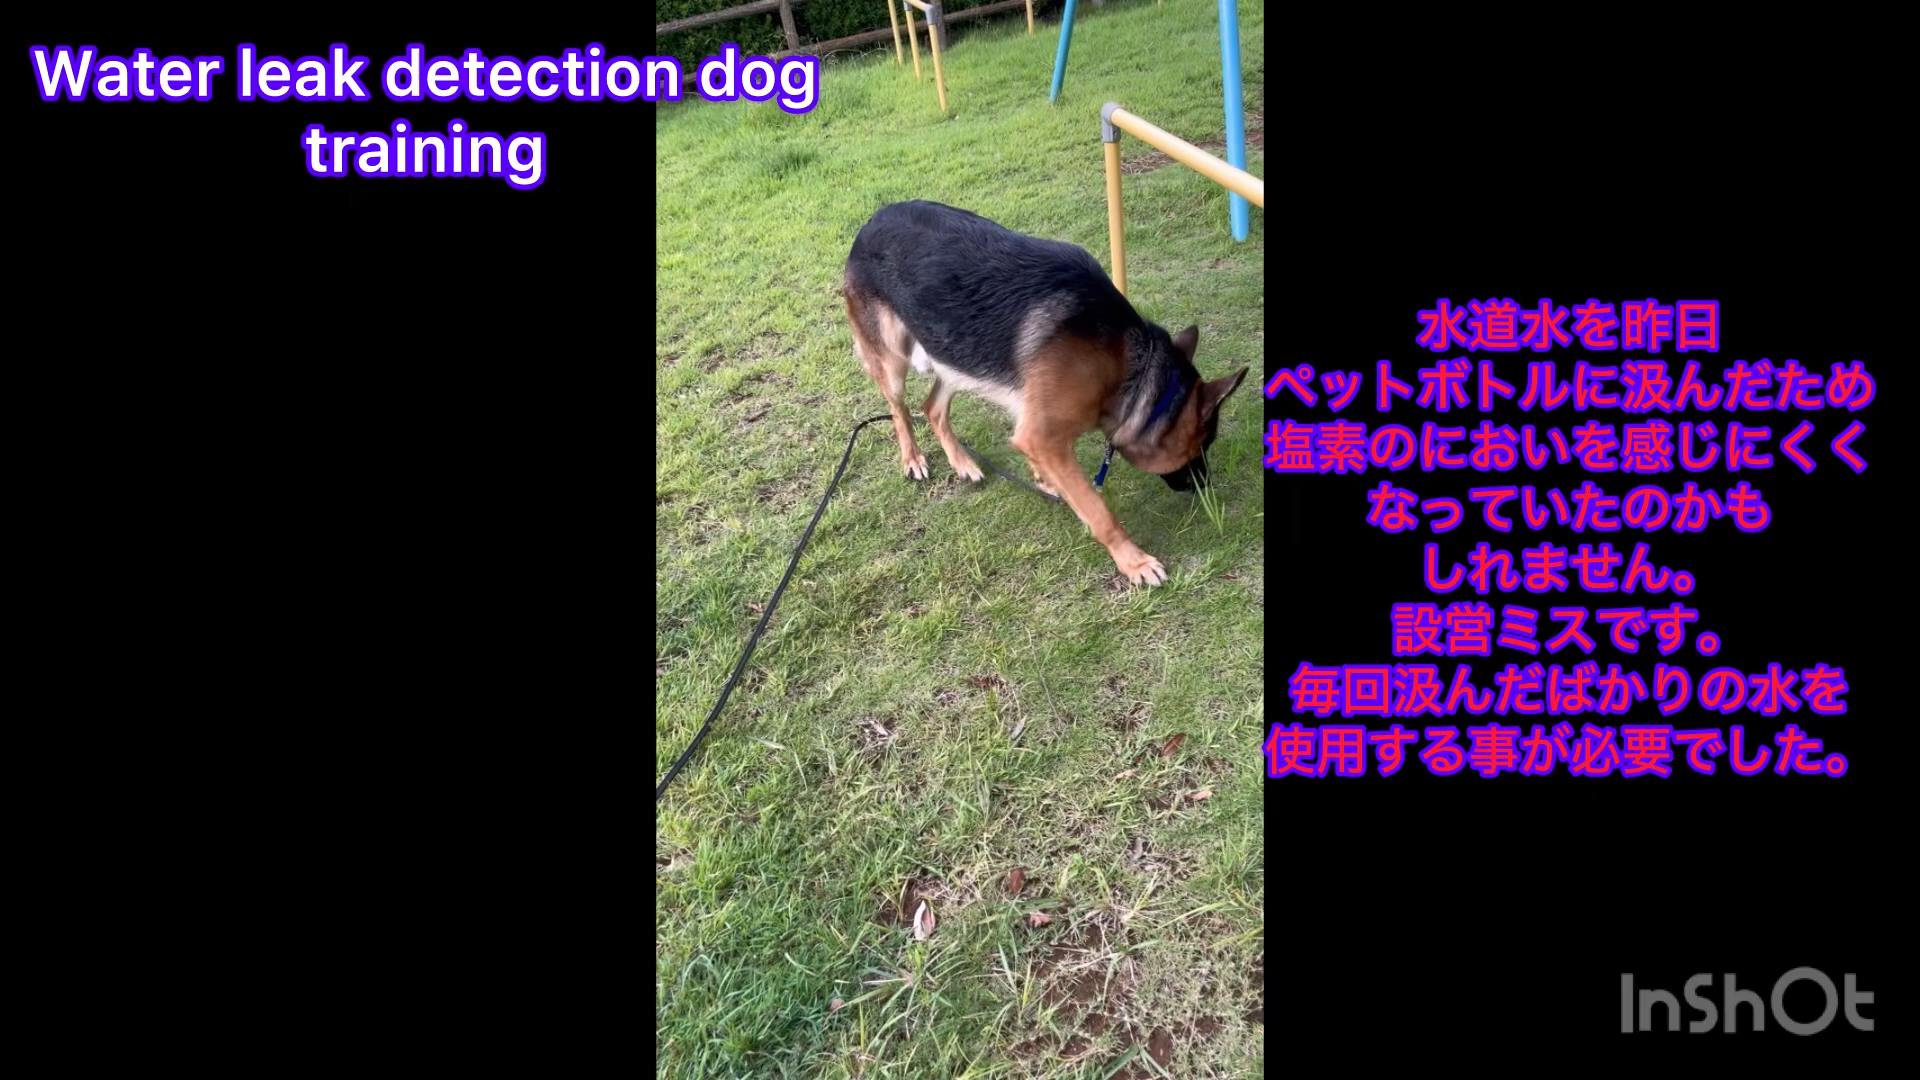 Water leak detection dog
training
水道水を昨日
ペットボトルに汲んだため
塩素のにおいを感じにくく
なっていたのかも
しれません。
設営ミスです。
毎回汲んだばかりの水を
使用する事が必要でした。
InShOt